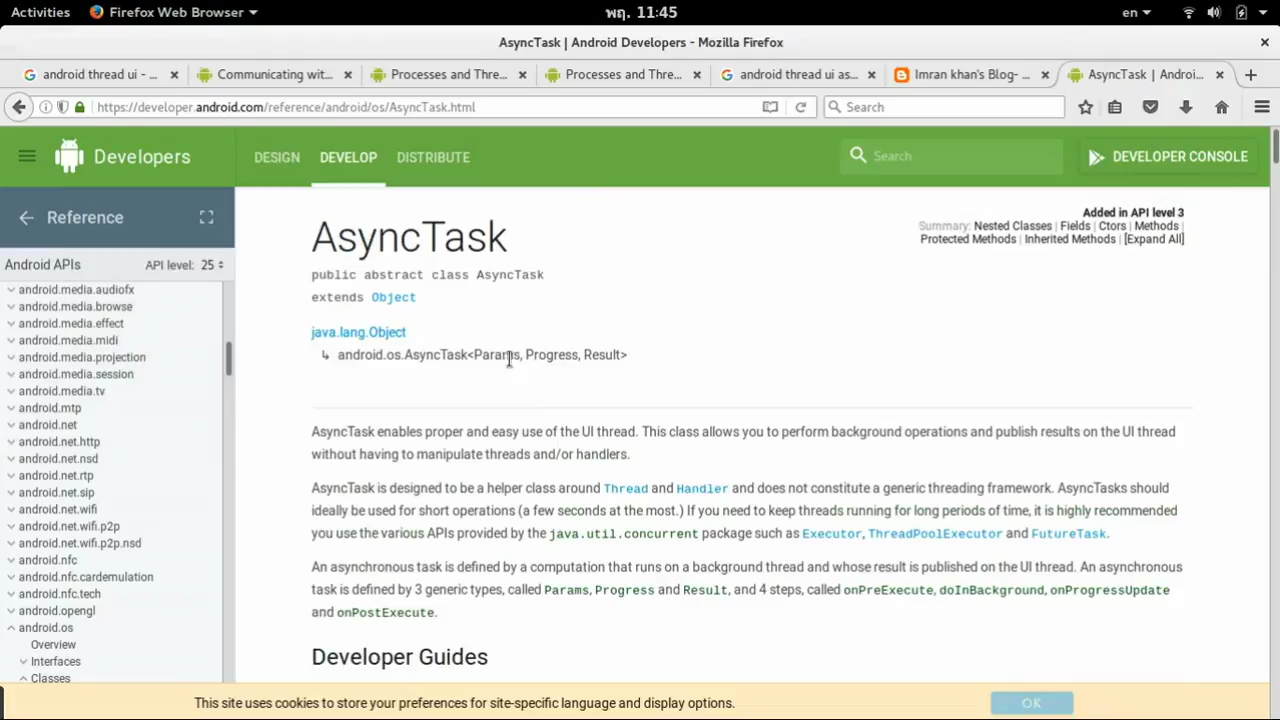 Activities Firefox Web Browser พฤ. 11:45 en
AsyncTask | Android Developers - Mozilla Firefox
android thread ui - ... Communicating wit... Processes and Thre... Processes and Thre... android thread ui as... Imran khan's Blog- ... AsyncTask | Androi...
https://developer.android.com/reference/android/os/AsyncTask.html Search
Developers DESIGN DEVELOP DISTRIBUTE Search DEVELOPER CONSOLE
Reference
Android APIs API level: 25
android.media.audiofx
android.media.browse
android.media.effect
android.media.midi
android.media.projection
android.media.session
android.media.tv
android.mtp
android.net
android.net.http
android.net.nsd
android.net.rtp
android.net.sip
android.net.wifi
android.net.wifi.p2p
android.net.wifi.p2p.nsd
android.nfc
android.nfc.cardemulation
android.nfc.tech
android.opengl
android.os
Overview
Interfaces
Classes
Added in API level 3
Summary: Nested Classes | Fields | Ctors | Methods |
Protected Methods | Inherited Methods | [Expand All]
AsyncTask
public abstract class AsyncTask
extends Object
java.lang.Object
↳ android.os.AsyncTask<Params, Progress, Result>
AsyncTask enables proper and easy use of the UI thread. This class allows you to perform background operations and publish results on the UI thread
without having to manipulate threads and/or handlers.
AsyncTask is designed to be a helper class around Thread and Handler and does not constitute a generic threading framework. AsyncTasks should
ideally be used for short operations (a few seconds at the most.) If you need to keep threads running for long periods of time, it is highly recommended
you use the various APIs provided by the java.util.concurrent package such as Executor, ThreadPoolExecutor and FutureTask.
An asynchronous task is defined by a computation that runs on a background thread and whose result is published on the UI thread. An asynchronous
task is defined by 3 generic types, called Params, Progress and Result, and 4 steps, called onPreExecute, doInBackground, onProgressUpdate
and onPostExecute.
Developer Guides
This site uses cookies to store your preferences for site-specific language and display options. OK